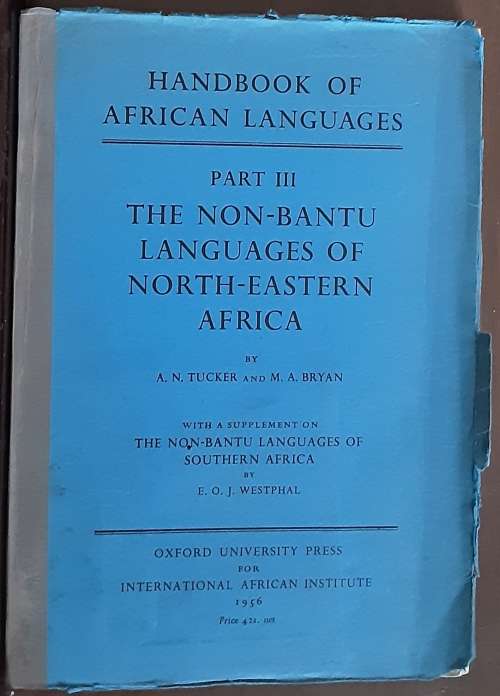 HANDBOOK OF
AFRICAN LANGUAGES
PART III
THE NON-BANTU
LANGUAGES OF
NORTH-EASTERN
AFRICA
BY
A. N. TUCKER AND M. A. BRYAN
WITH A SUPPLEMENT ON
THE NON-BANTU LANGUAGES OF
SOUTHERN AFRICA
BY
E. O. J. WESTPHAL
OXFORD UNIVERSITY PRESS
FOR
INTERNATIONAL AFRICAN INSTITUTE
1956
Price 42s. net